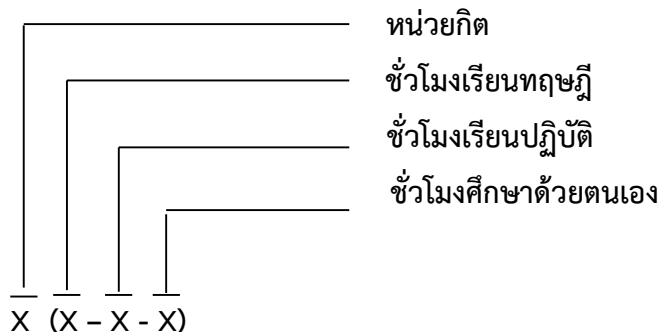 หน่วยกิต
ชั่วโมงเรียนทฤษฎี
ชั่วโมงเรียนปฏิบัติ
ชั่วโมงศึกษาด้วยตนเอง
X (X – X - X)